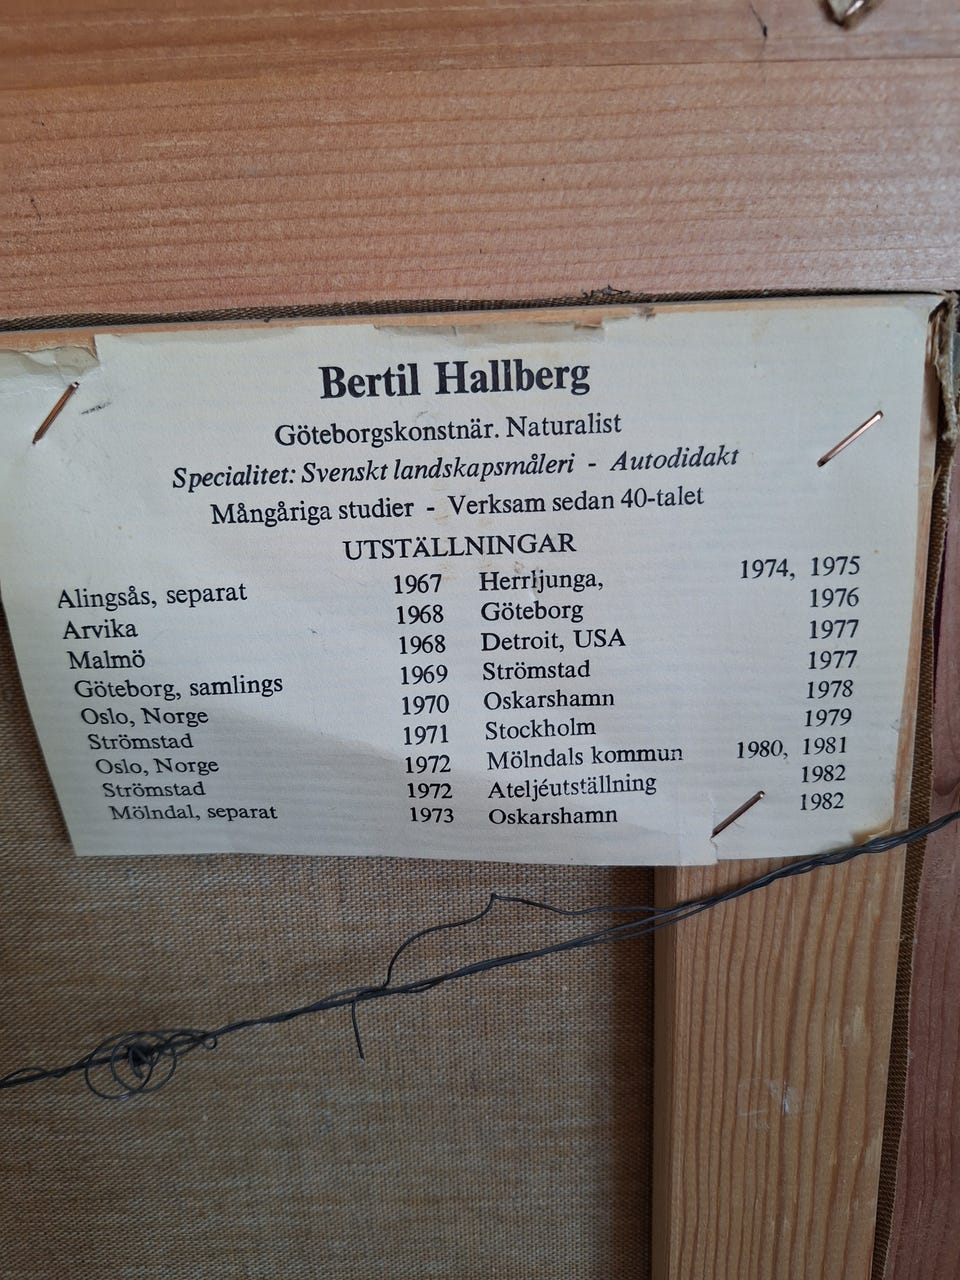 Bertil Hallberg
Göteborgskonstnär. Naturalist
Specialitet: Svenskt landskapsmåleri - Autodidakt
Mångåriga studier - Verksam sedan 40-talet
UTSTÄLLNINGAR
Alingsås, separat 1967
Arvika 1968
Malmö 1968
Göteborg, samlings 1969
Oslo, Norge 1970
Strömstad 1971
Oslo, Norge 1972
Strömstad 1972
Mölndal, separat 1973
Herrljunga, 1974, 1975
Göteborg 1976
Detroit, USA 1977
Strömstad 1977
Oskarshamn 1978
Stockholm 1979
Mölndals kommun 1980, 1981
Ateljéutställning 1982
Oskarshamn 1982